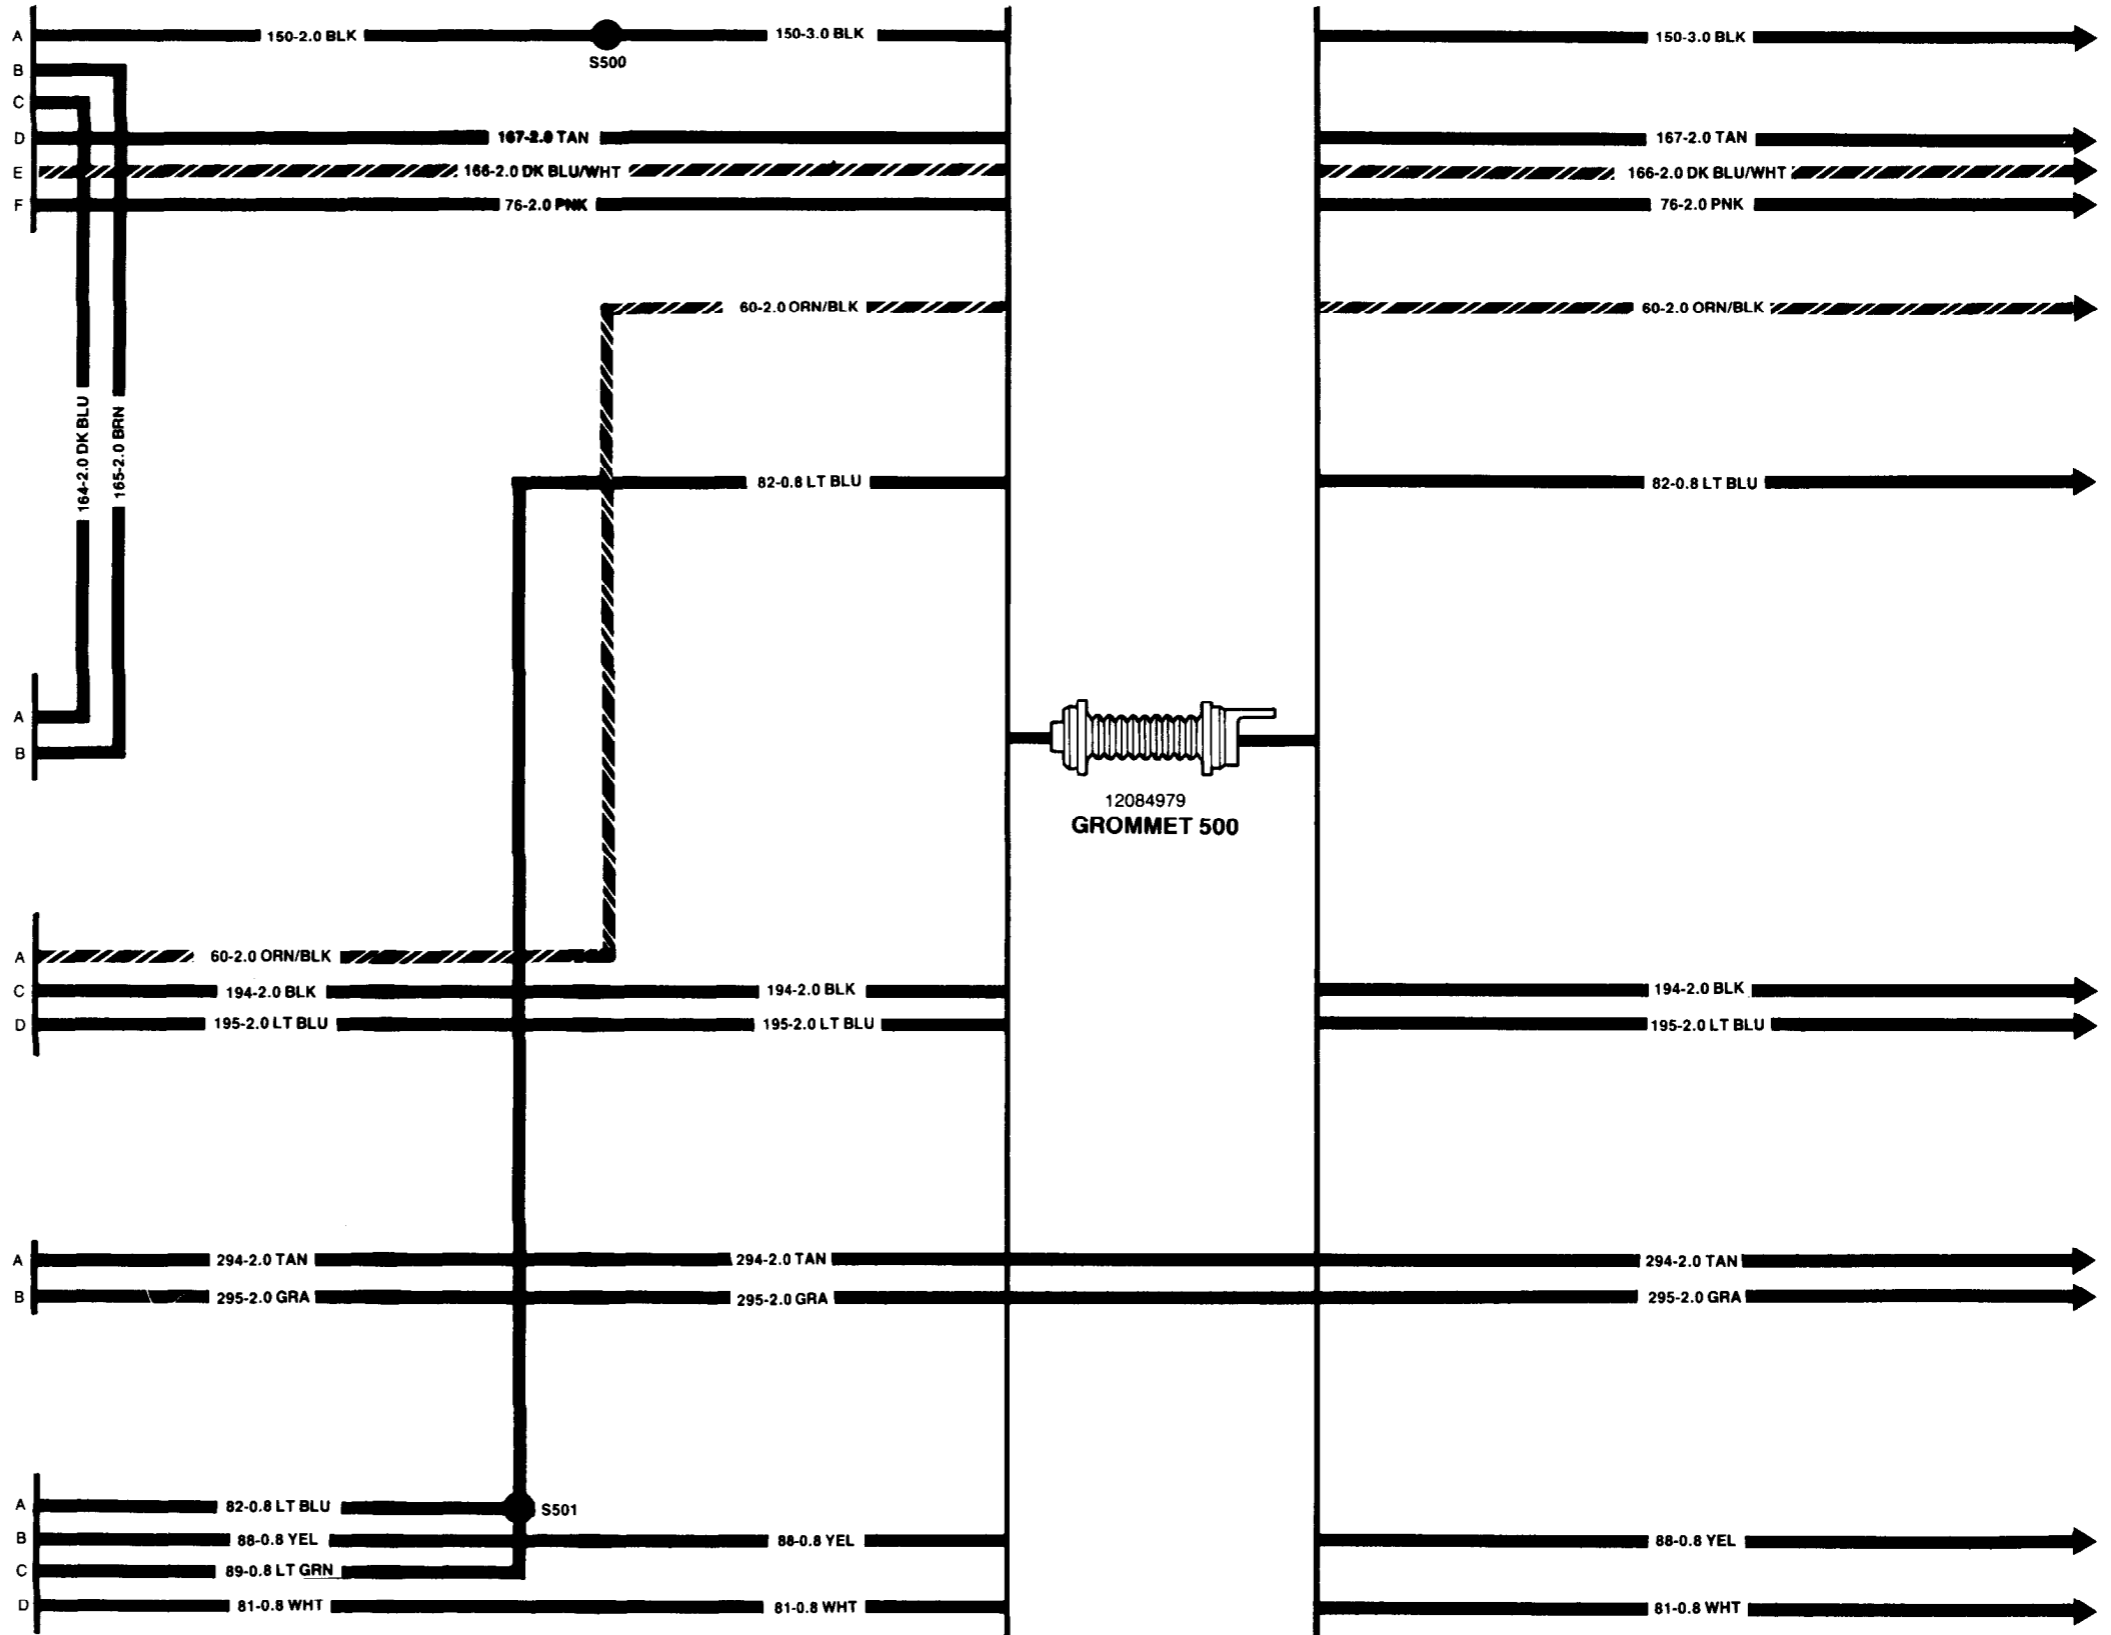 A 150-2.0 BLK 150-3.0 BLK 150-3.0 BLK
S500
B
C
D 167-2.0 TAN 167-2.0 TAN
E 166-2.0 DK BLU/WHT 166-2.0 DK BLU/WHT
F 76-2.0 PNK 76-2.0 PNK
60-2.0 ORN/BLK 60-2.0 ORN/BLK
164-2.0 DK BLU
165-2.0 BRN
82-0.8 LT BLU 82-0.8 LT BLU
A
B
12084979
GROMMET 500
A 60-2.0 ORN/BLK
C 194-2.0 BLK 194-2.0 BLK 194-2.0 BLK
D 195-2.0 LT BLU 195-2.0 LT BLU 195-2.0 LT BLU
A 294-2.0 TAN 294-2.0 TAN 294-2.0 TAN
B 295-2.0 GRA 295-2.0 GRA 295-2.0 GRA
A 82-0.8 LT BLU S501
B 88-0.8 YEL 88-0.8 YEL 88-0.8 YEL
C 89-0.8 LT GRN
D 81-0.8 WHT 81-0.8 WHT 81-0.8 WHT